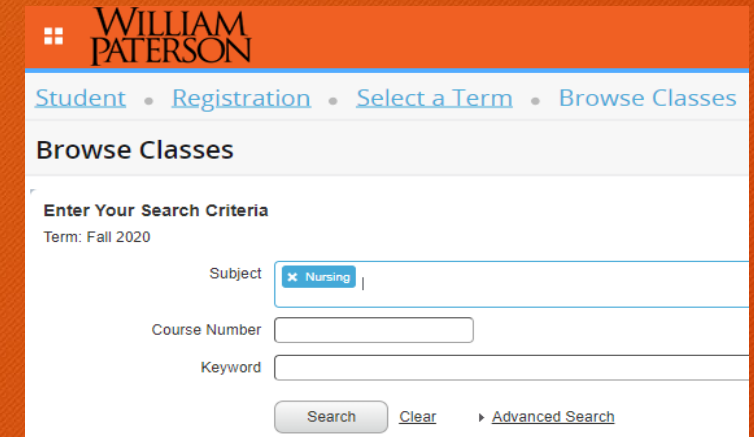 WILLIAM
PATERSON
Student • Registration • Select a Term • Browse Classes
Browse Classes
Enter Your Search Criteria
Term: Fall 2020
Subject × Nursing
Course Number
Keyword
Search Clear Advanced Search